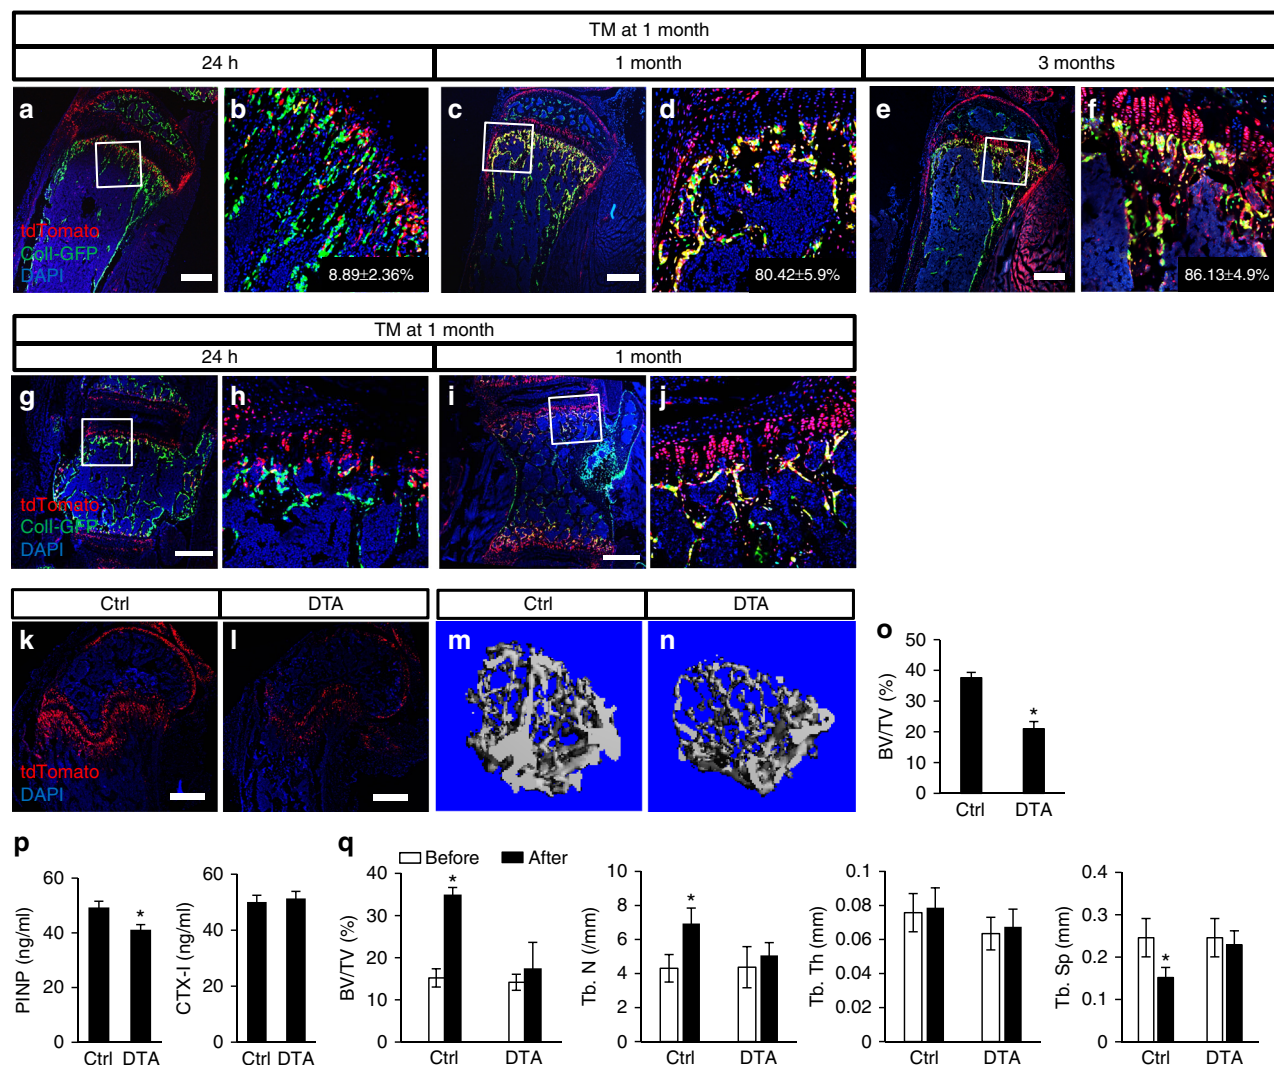 TM at 1 month
24 h 1 month 3 months
a b c d e f
tdTomato
Coll-GFP
DAPI
8.89±2.36% 80.42±5.9% 86.13±4.9%
TM at 1 month
24 h 1 month
g h i j
tdTomato
Coll-GFP
DAPI
Ctrl DTA Ctrl DTA
k l m n o
tdTomato
DAPI
BV/TV (%)
50
40
30
20
10
0
*
Ctrl DTA
p
PINP (ng/ml)
60
40
20
0
*
Ctrl DTA
CTX-I (ng/ml)
60
40
20
0
Ctrl DTA
q
Before After
BV/TV (%)
40
30
20
10
0
*
Ctrl DTA
Tb. N (/mm)
10
8
6
4
2
0
*
Ctrl DTA
Tb. Th (mm)
0.1
0.08
0.06
0.04
0.02
0
Ctrl DTA
Tb. Sp (mm)
0.4
0.3
0.2
0.1
0
*
Ctrl DTA